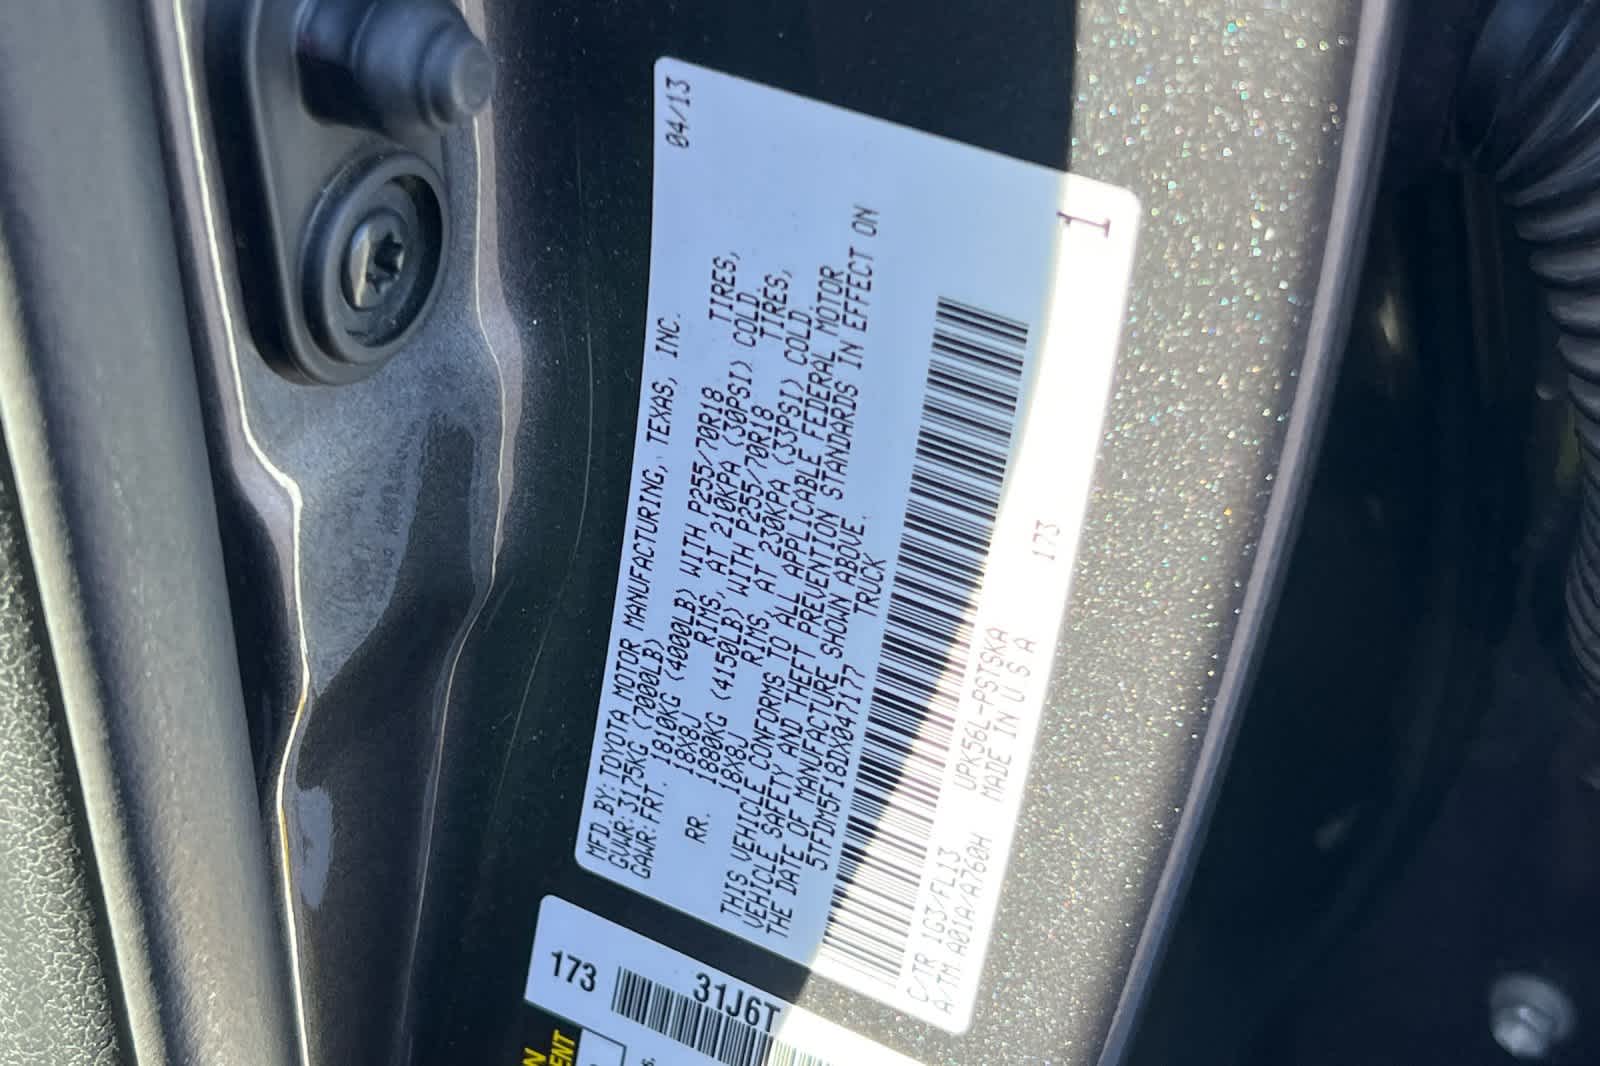 MFD. BY: TOYOTA MOTOR MANUFACTURING, TEXAS, INC. 04/13
GVWR: 3175KG (7000LB)
GAWR: FRT. 1810KG (4000LB) WITH P255/70R18 TIRES,
18X8J RIMS, AT 210KPA (30PSI) COLD
RR. 1880KG (4150LB) WITH P255/70R18 TIRES,
18X8J RIMS, AT 230KPA (33PSI) COLD
THIS VEHICLE CONFORMS TO ALL APPLICABLE FEDERAL MOTOR
VEHICLE SAFETY AND THEFT PREVENTION STANDARDS IN EFFECT ON
THE DATE OF MANUFACTURE SHOWN ABOVE.
5TFDM5F18DX047177 TRUCK
C/TR 1G3/FL13 UPK56L-PSTSKA 173
A/TM A01A/A760H MADE IN U S A
1
173 31J6T